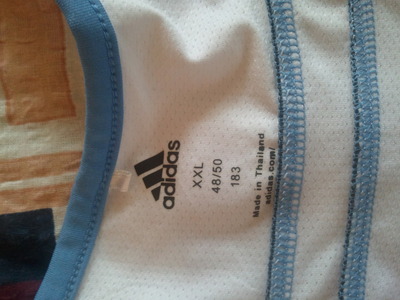 adidas
XXL
48/50
183
Made in Thailand
adidas.com/